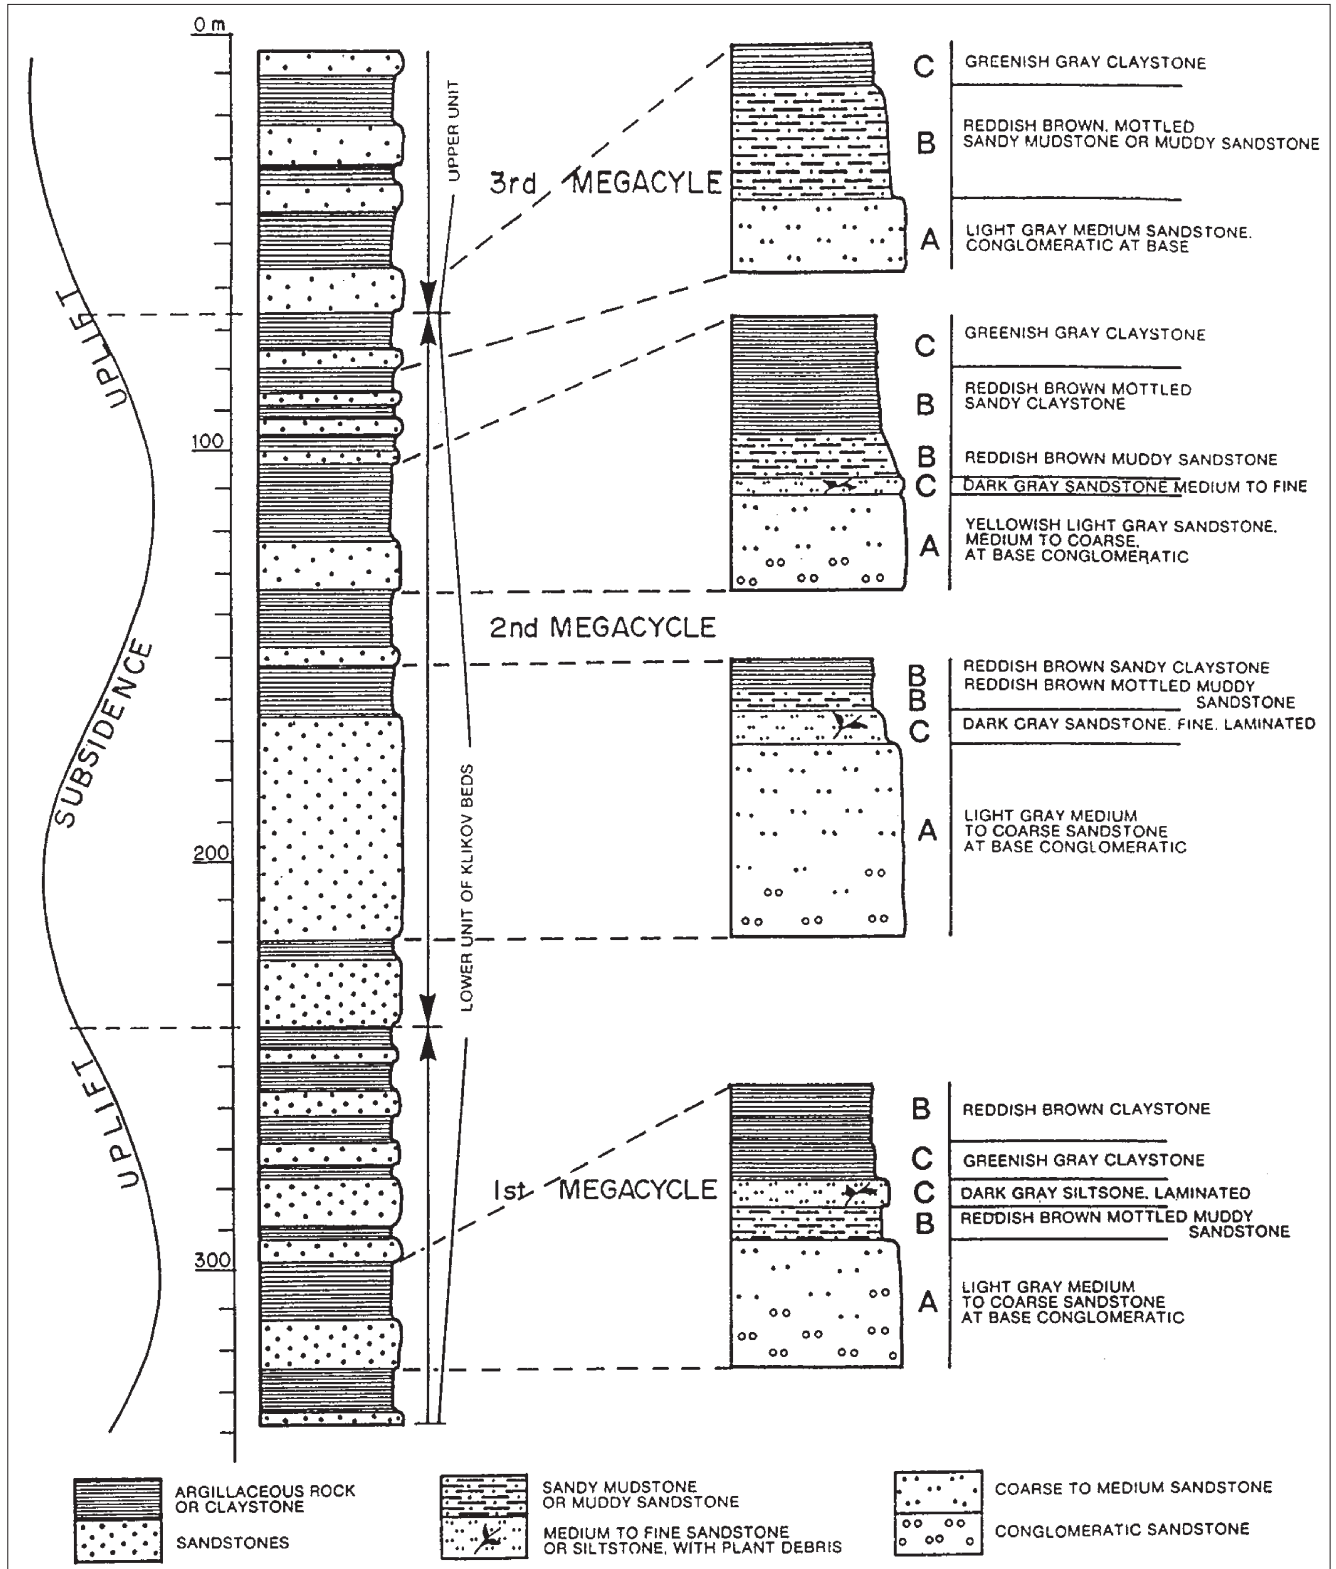 0 m
100
200
300
UPLIFT
SUBSIDENCE
UPLIFT
UPPER UNIT
LOWER UNIT OF KLIKOV BEDS
3rd MEGACYLE
2nd MEGACYCLE
1st MEGACYCLE
C
GREENISH GRAY CLAYSTONE
B
REDDISH BROWN, MOTTLED
SANDY MUDSTONE OR MUDDY SANDSTONE
A
LIGHT GRAY MEDIUM SANDSTONE.
CONGLOMERATIC AT BASE
C
GREENISH GRAY CLAYSTONE
B
REDDISH BROWN MOTTLED
SANDY CLAYSTONE
B
REDDISH BROWN MUDDY SANDSTONE
C
DARK GRAY SANDSTONE MEDIUM TO FINE
A
YELLOWISH LIGHT GRAY SANDSTONE.
MEDIUM TO COARSE.
AT BASE CONGLOMERATIC
B
REDDISH BROWN SANDY CLAYSTONE
B
REDDISH BROWN MOTTLED MUDDY
SANDSTONE
C
DARK GRAY SANDSTONE. FINE. LAMINATED
A
LIGHT GRAY MEDIUM
TO COARSE SANDSTONE
AT BASE CONGLOMERATIC
B
REDDISH BROWN CLAYSTONE
C
GREENISH GRAY CLAYSTONE
C
DARK GRAY SILTSONE. LAMINATED
B
REDDISH BROWN MOTTLED MUDDY
SANDSTONE
A
LIGHT GRAY MEDIUM
TO COARSE SANDSTONE
AT BASE CONGLOMERATIC
ARGILLACEOUS ROCK
OR CLAYSTONE
SANDSTONES
SANDY MUDSTONE
OR MUDDY SANDSTONE
MEDIUM TO FINE SANDSTONE
OR SILTSTONE, WITH PLANT DEBRIS
COARSE TO MEDIUM SANDSTONE
CONGLOMERATIC SANDSTONE